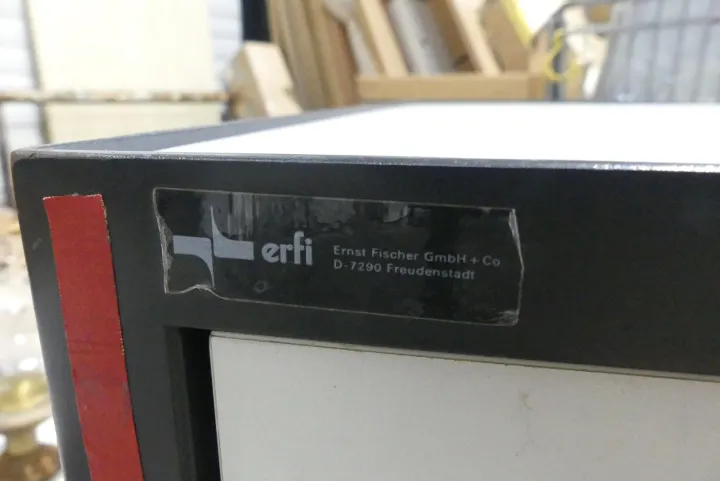 erfi
Ernst Fischer GmbH + Co
D-7290 Freudenstadt